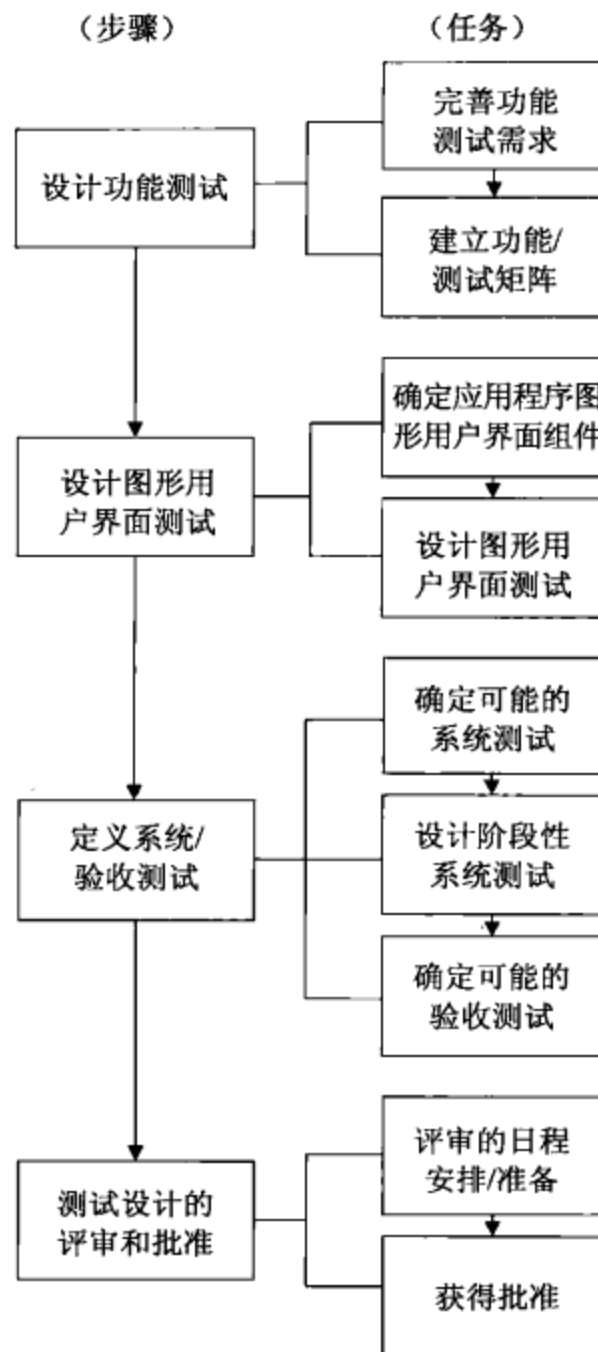 （步骤）
（任务）
设计功能测试
完善功能
测试需求
建立功能/
测试矩阵
设计图形用
户界面测试
确定应用程序图
形用户界面组件
设计图形用
户界面测试
定义系统/
验收测试
确定可能的
系统测试
设计阶段性
系统测试
确定可能的
验收测试
测试设计的
评审和批准
评审的日程
安排/准备
获得批准